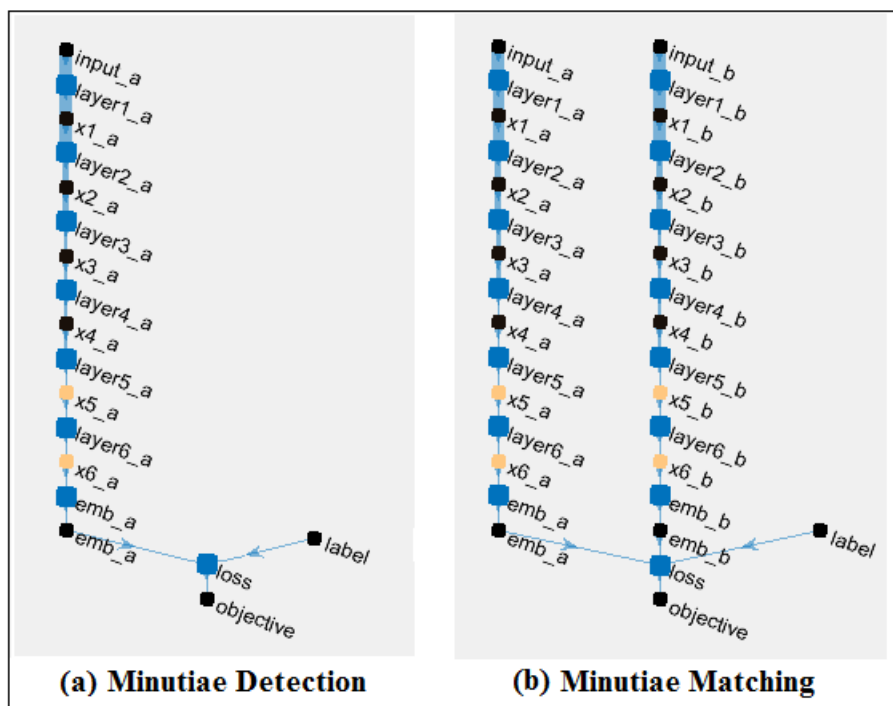 input_a
layer1_a
x1_a
layer2_a
x2_a
layer3_a
x3_a
layer4_a
x4_a
layer5_a
x5_a
layer6_a
x6_a
emb_a
emb_a
label
loss
objective
(a) Minutiae Detection
input_a
layer1_a
x1_a
layer2_a
x2_a
layer3_a
x3_a
layer4_a
x4_a
layer5_a
x5_a
layer6_a
x6_a
emb_a
emb_a
input_b
layer1_b
x1_b
layer2_b
x2_b
layer3_b
x3_b
layer4_b
x4_b
layer5_b
x5_b
layer6_b
x6_b
emb_b
emb_b
label
loss
objective
(b) Minutiae Matching